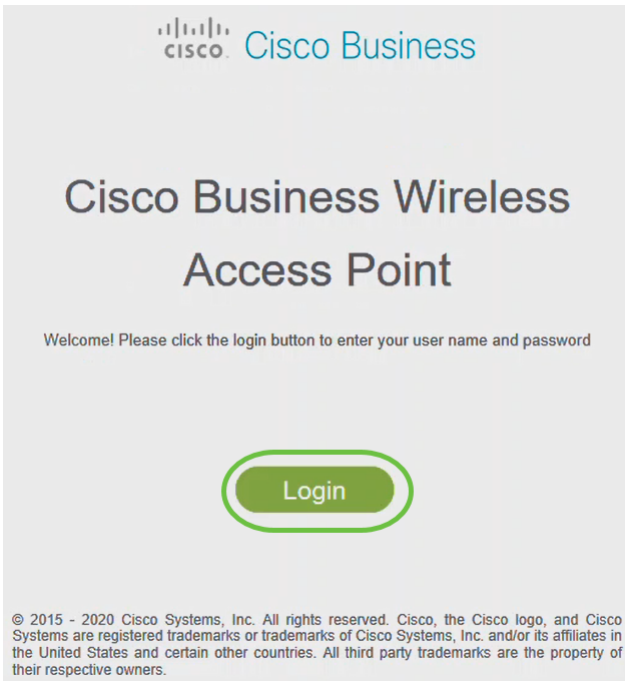 CISCO Cisco Business
Cisco Business Wireless
Access Point
Welcome! Please click the login button to enter your user name and password
Login
© 2015 - 2020 Cisco Systems, Inc. All rights reserved. Cisco, the Cisco logo, and Cisco
Systems are registered trademarks or trademarks of Cisco Systems, Inc. and/or its affiliates in
the United States and certain other countries. All third party trademarks are the property of
their respective owners.